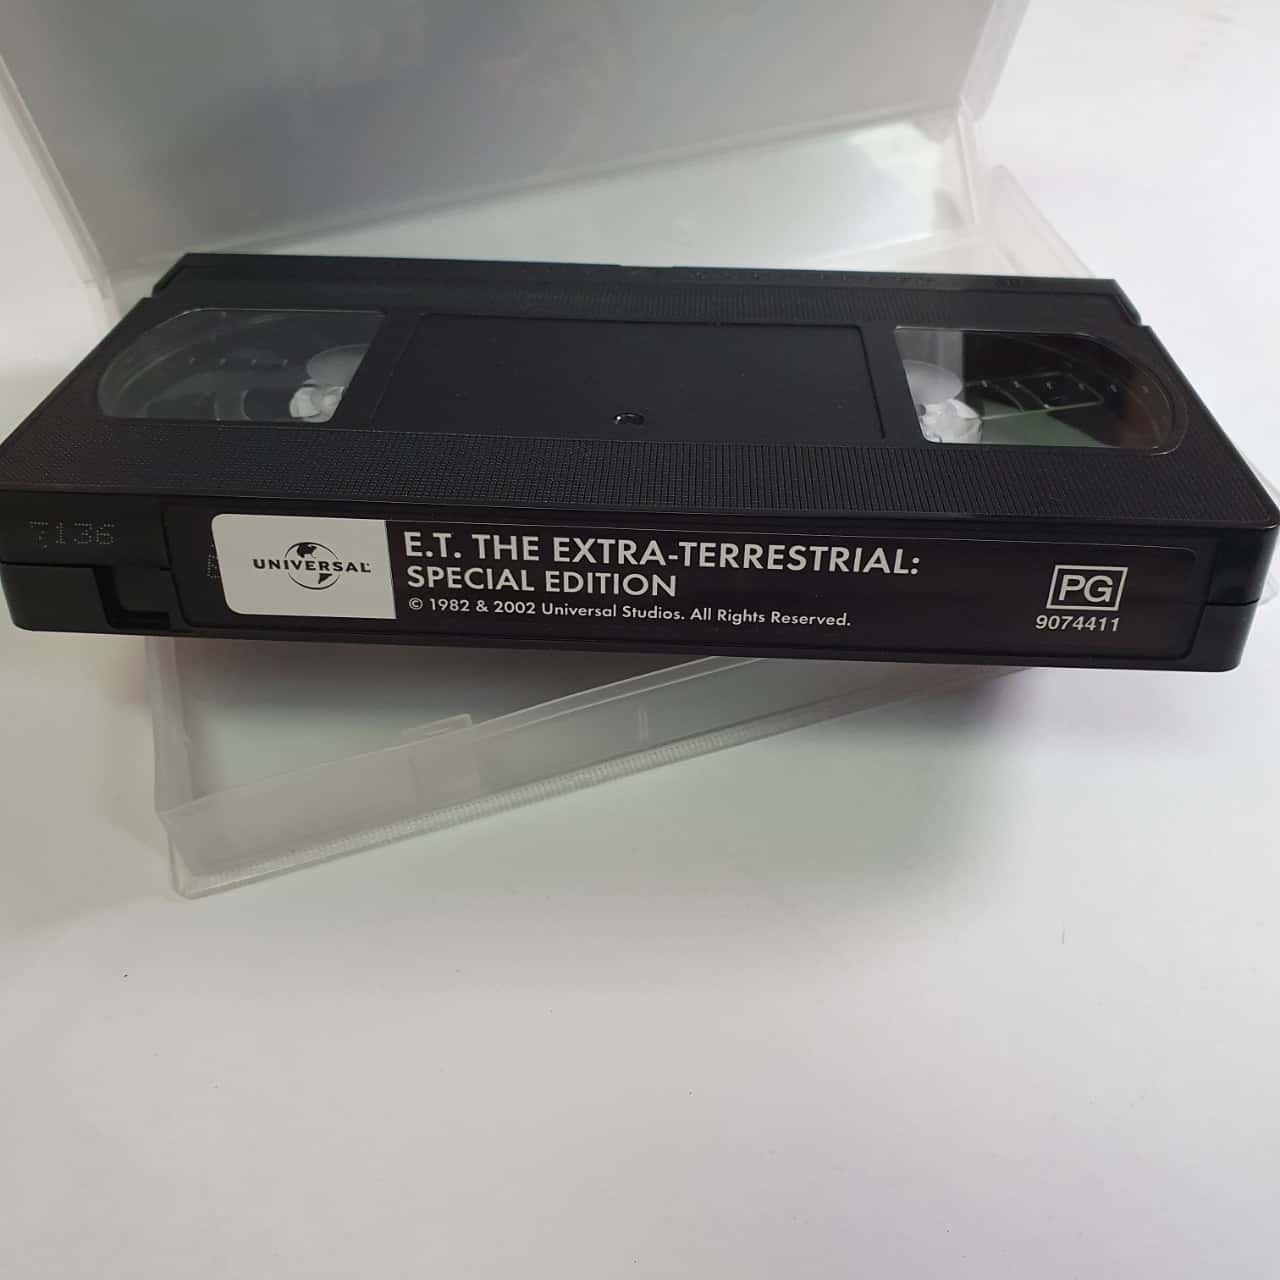 7136
UNIVERSAL
E.T. THE EXTRA-TERRESTRIAL:
SPECIAL EDITION
© 1982 & 2002 Universal Studios. All Rights Reserved.
PG
9074411